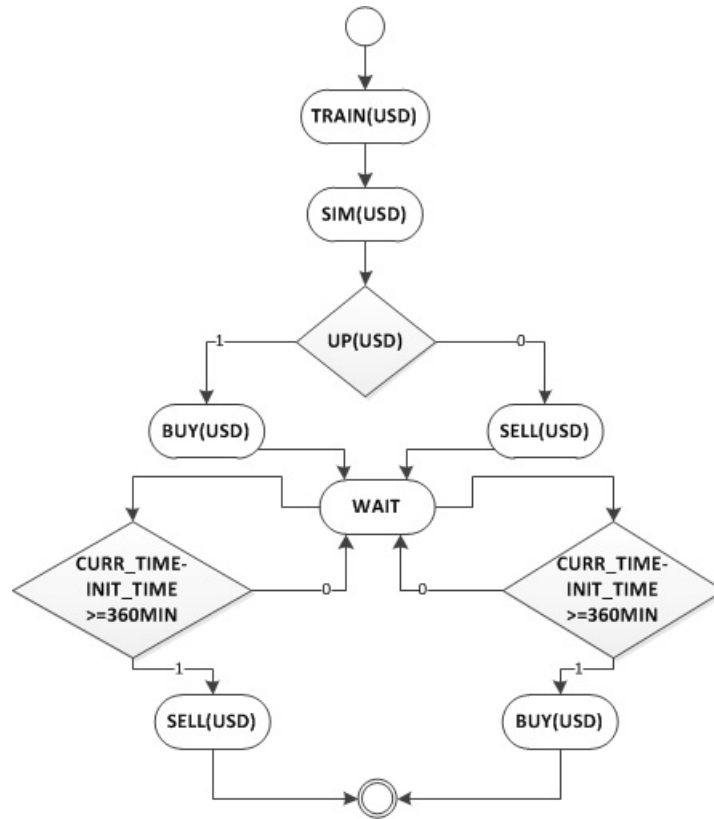 TRAIN(USD)
SIM(USD)
UP(USD)
1
0
BUY(USD)
SELL(USD)
WAIT
CURR_TIME-
INIT_TIME
>=360MIN
0
0
CURR_TIME-
INIT_TIME
>=360MIN
1
1
SELL(USD)
BUY(USD)